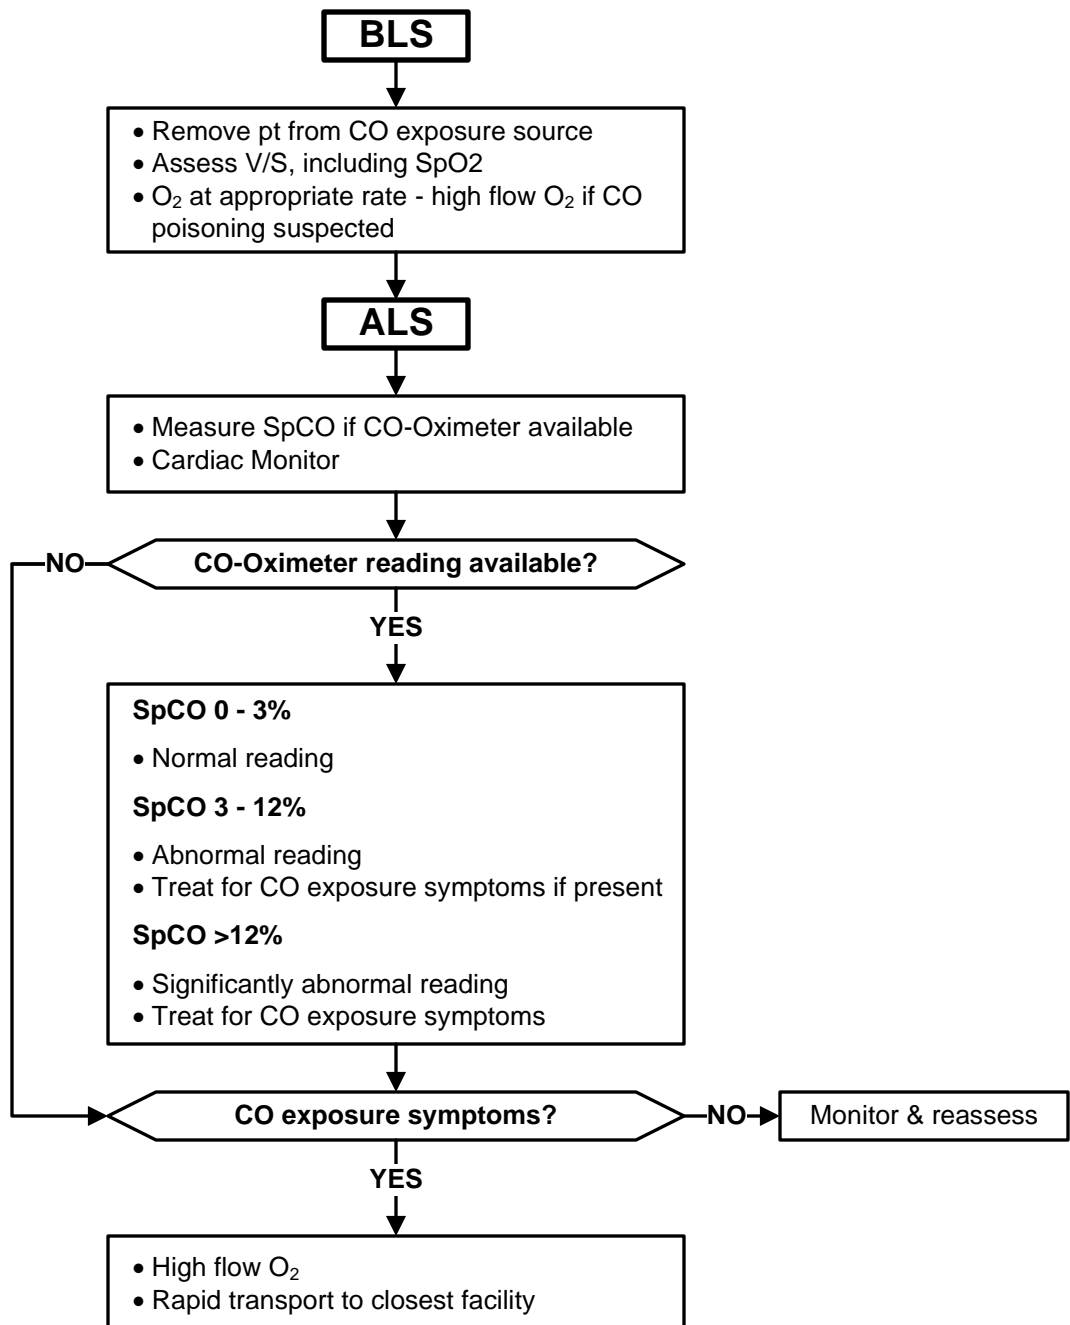 BLS
• Remove pt from CO exposure source
• Assess V/S, including SpO2
• O₂ at appropriate rate - high flow O₂ if CO
poisoning suspected
ALS
• Measure SpCO if CO-Oximeter available
• Cardiac Monitor
NO
CO-Oximeter reading available?
YES
SpCO 0 - 3%
• Normal reading
SpCO 3 - 12%
• Abnormal reading
• Treat for CO exposure symptoms if present
SpCO >12%
• Significantly abnormal reading
• Treat for CO exposure symptoms
CO exposure symptoms?
NO
Monitor & reassess
YES
• High flow O₂
• Rapid transport to closest facility